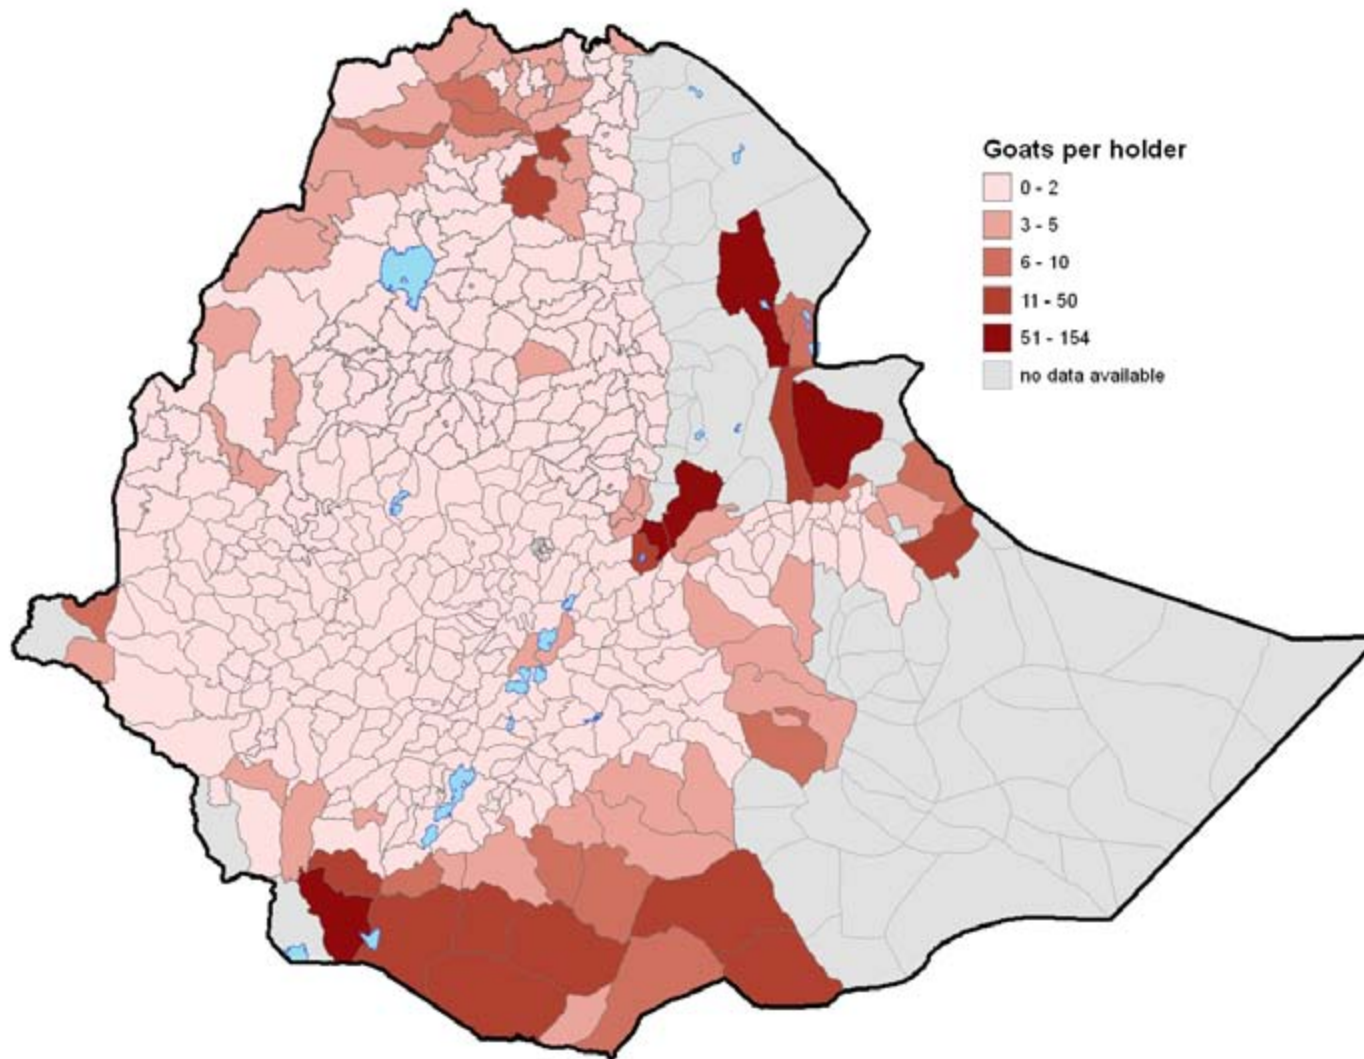 Goats per holder
0 - 2
3 - 5
6 - 10
11 - 50
51 - 154
no data available